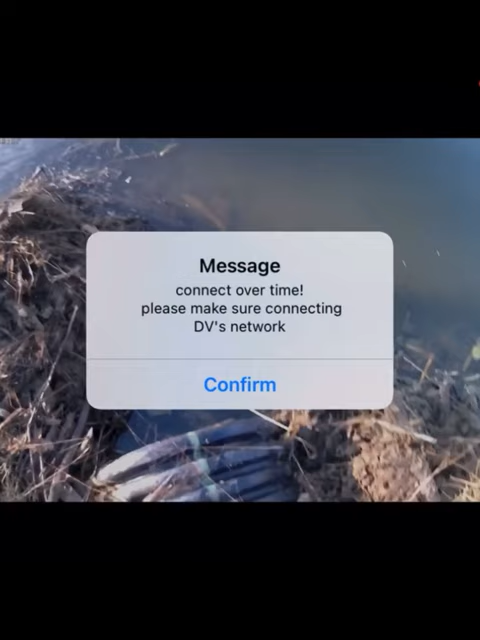 Message
connect over time!
please make sure connecting
DV's network
Confirm